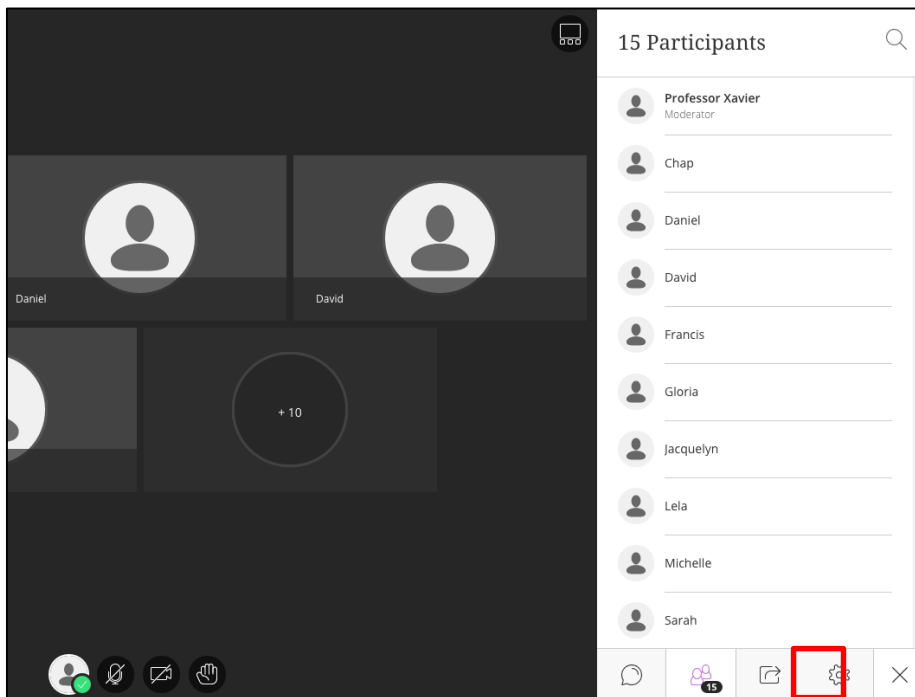 15 Participants
Professor Xavier
Moderator
Chap
Daniel
David
Francis
Gloria
Jacquelyn
Lela
Michelle
Sarah
Daniel
David
+ 10
15